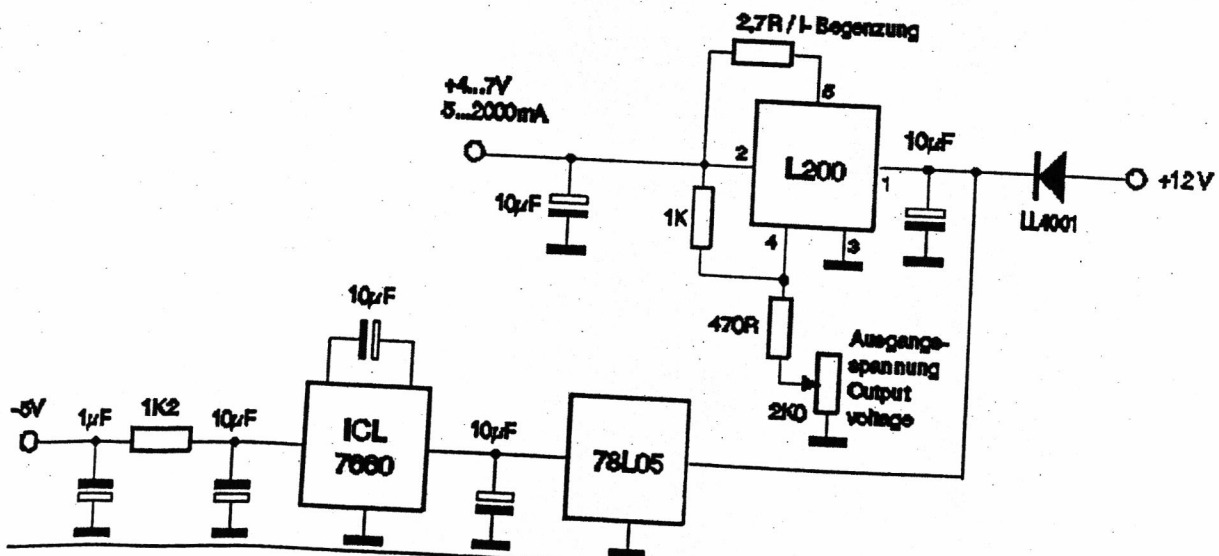 2,7R / I- Begenzung
+4...7V
5...2000mA
5
2
L200
1
10µF
+12V
LL4001
10µF
1K
4
3
470R
Ausgangs-
spannung
Output
voltage
2K0
10µF
-5V
1µF
1K2
10µF
ICL
7660
10µF
78L05